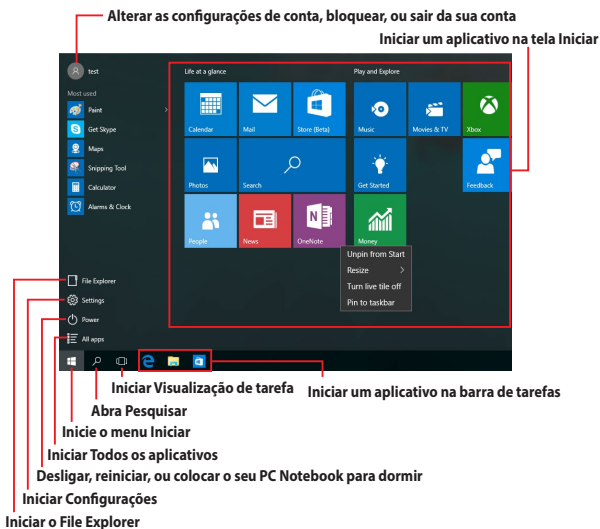 Alterar as configurações de conta, bloquear, ou sair da sua conta
Iniciar um aplicativo na tela Iniciar
test
Life at a glance
Play and Explore
Most used
Paint
Get Skype
Maps
Snipping Tool
Calculator
Alarms & Clock
Calendar
Mail
Store (Beta)
Music
Movies & TV
Xbox
Photos
Search
Get Started
Feedback
People
News
OneNote
Money
Unpin from Start
Resize
Turn live tile off
Pin to taskbar
File Explorer
Settings
Power
All apps
Iniciar Visualização de tarefa
Iniciar um aplicativo na barra de tarefas
Abra Pesquisar
Inicie o menu Iniciar
Iniciar Todos os aplicativos
Desligar, reiniciar, ou colocar o seu PC Notebook para dormir
Iniciar Configurações
Iniciar o File Explorer